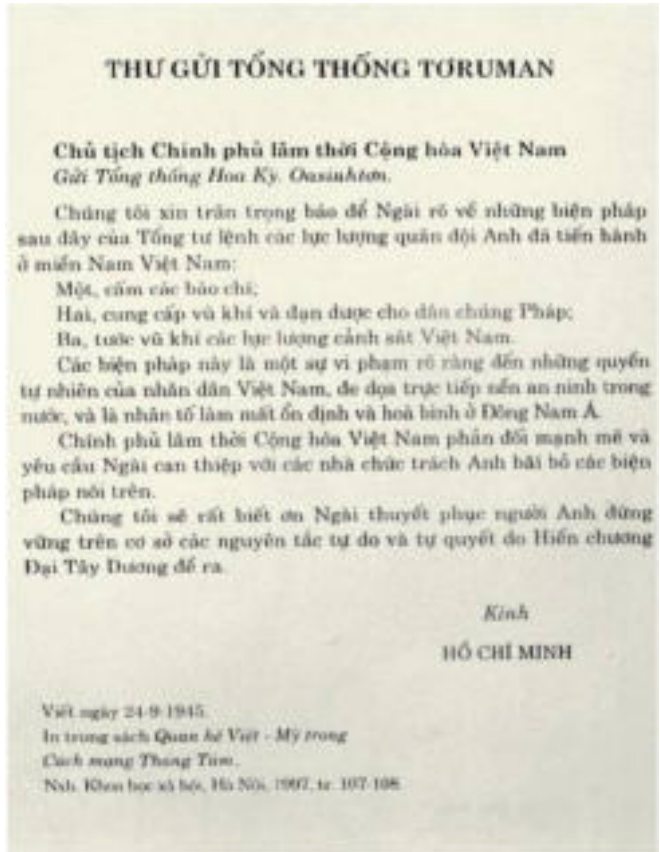 THƯ GỬI TỔNG THỐNG TƠRUMAN
Chủ tịch Chính phủ lâm thời Cộng hòa Việt Nam
Gửi Tổng thống Hoa Kỳ. Oasinhtơn.
Chúng tôi xin trân trọng báo để Ngài rõ về những biện pháp
sau đây của Tổng tư lệnh các lực lượng quân đội Anh đã tiến hành
ở miền Nam Việt Nam:
Một, cấm các báo chí;
Hai, cung cấp vũ khí và đạn dược cho dân chúng Pháp;
Ba, tước vũ khí các lực lượng cảnh sát Việt Nam.
Các biện pháp này là một sự vi phạm rõ ràng đến những quyền
tự nhiên của nhân dân Việt Nam, đe dọa trực tiếp nền an ninh trong
nước, và là nhân tố làm mất ổn định và hoà bình ở Đông Nam Á.
Chính phủ lâm thời Cộng hòa Việt Nam phản đối mạnh mẽ và
yêu cầu Ngài can thiệp với các nhà chức trách Anh bãi bỏ các biện
pháp nói trên.
Chúng tôi sẽ rất biết ơn Ngài thuyết phục người Anh đứng
vững trên cơ sở các nguyên tắc tự do và tự quyết do Hiến chương
Đại Tây Dương đề ra.
Kính
HỒ CHÍ MINH
Viết ngày 24-9-1945.
In trong sách Quan hệ Việt - Mỹ trong
Cách mạng Tháng Tám.
Nxb. Khoa học xã hội, Hà Nội, 1997, tr. 107-108.